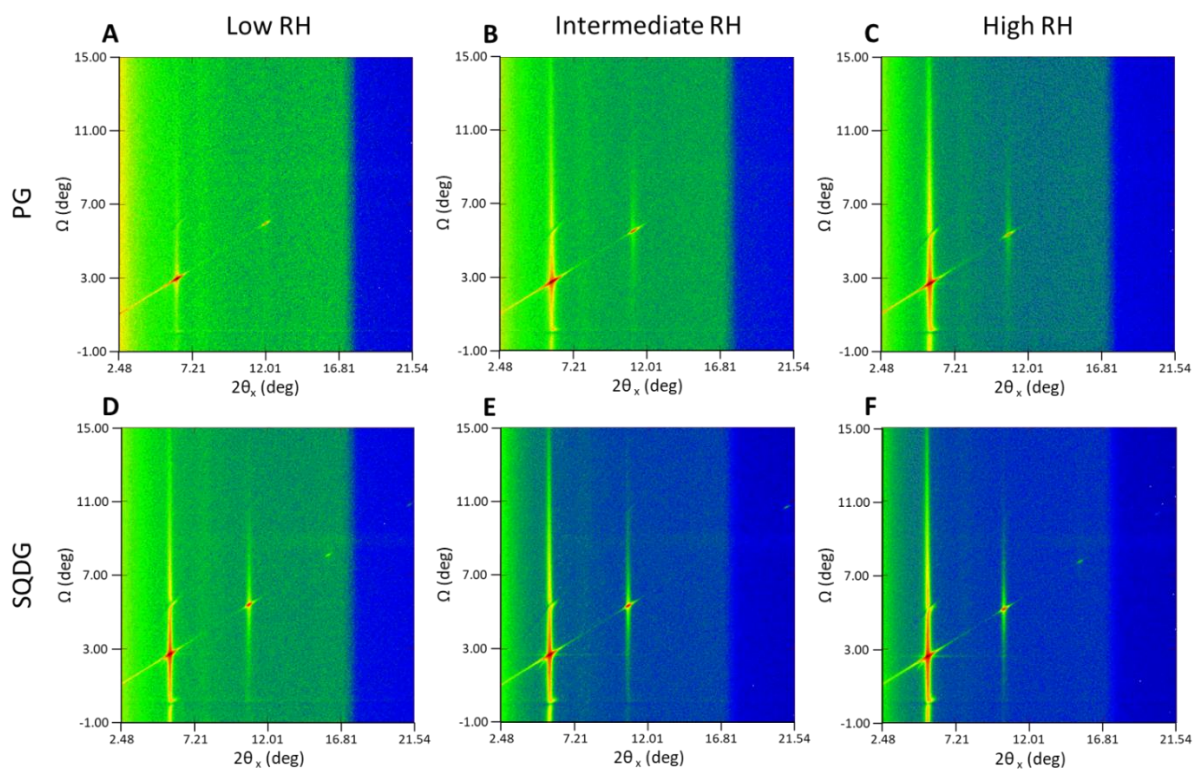 Low RH Intermediate RH High RH
A B C
15.00 15.00 15.00
11.00 11.00 11.00
PG Ω (deg) 7.00 Ω (deg) 7.00 Ω (deg) 7.00
3.00 3.00 3.00
-1.00 -1.00 -1.00
2.48 7.21 12.01 16.81 21.54 2.48 7.21 12.01 16.81 21.54 2.48 7.21 12.01 16.81 21.54
2θx (deg) 2θx (deg) 2θx (deg)
D E F
15.00 15.00 15.00
11.00 11.00 11.00
SQDG Ω (deg) 7.00 Ω (deg) 7.00 Ω (deg) 7.00
3.00 3.00 3.00
-1.00 -1.00 -1.00
2.48 7.21 12.01 16.81 21.54 2.48 7.21 12.01 16.81 21.54 2.48 7.21 12.01 16.81 21.54
2θx (deg) 2θx (deg) 2θx (deg)